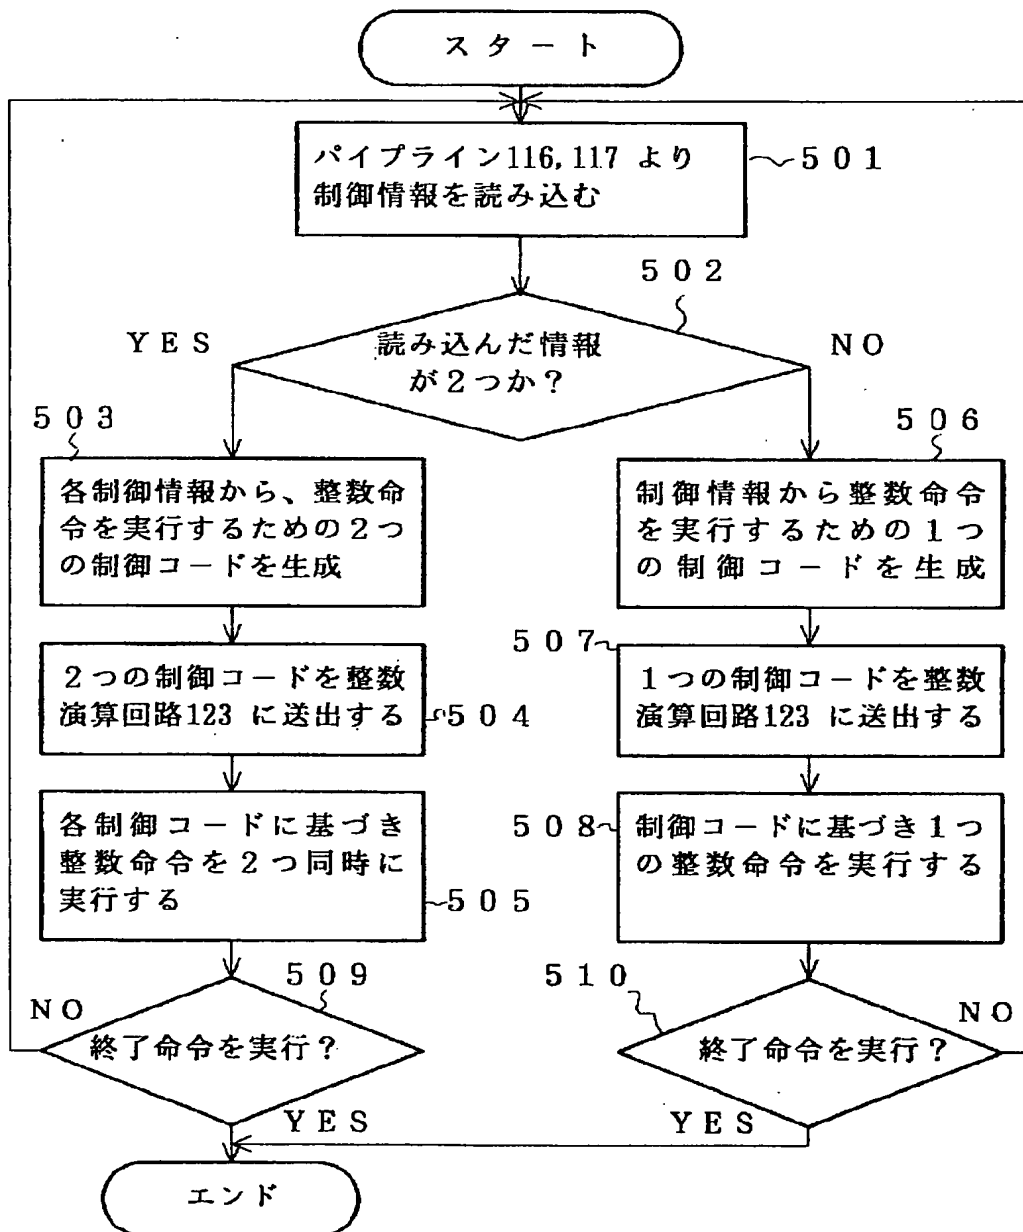 スタート
パイプライン116,117 より
制御情報を読み込む
501
502
YES
読み込んだ情報
が2つか?
NO
503
各制御情報から、整数命
令を実行するための2つ
の制御コードを生成
506
制御情報から整数命令
を実行するための1つ
の制御コードを生成
2つの制御コードを整数
演算回路123 に送出する
504
507
1つの制御コードを整数
演算回路123 に送出する
各制御コードに基づき
整数命令を2つ同時に
実行する
505
508
制御コードに基づき1つ
の整数命令を実行する
509
NO
終了命令を実行?
YES
510
終了命令を実行?
NO
YES
エンド